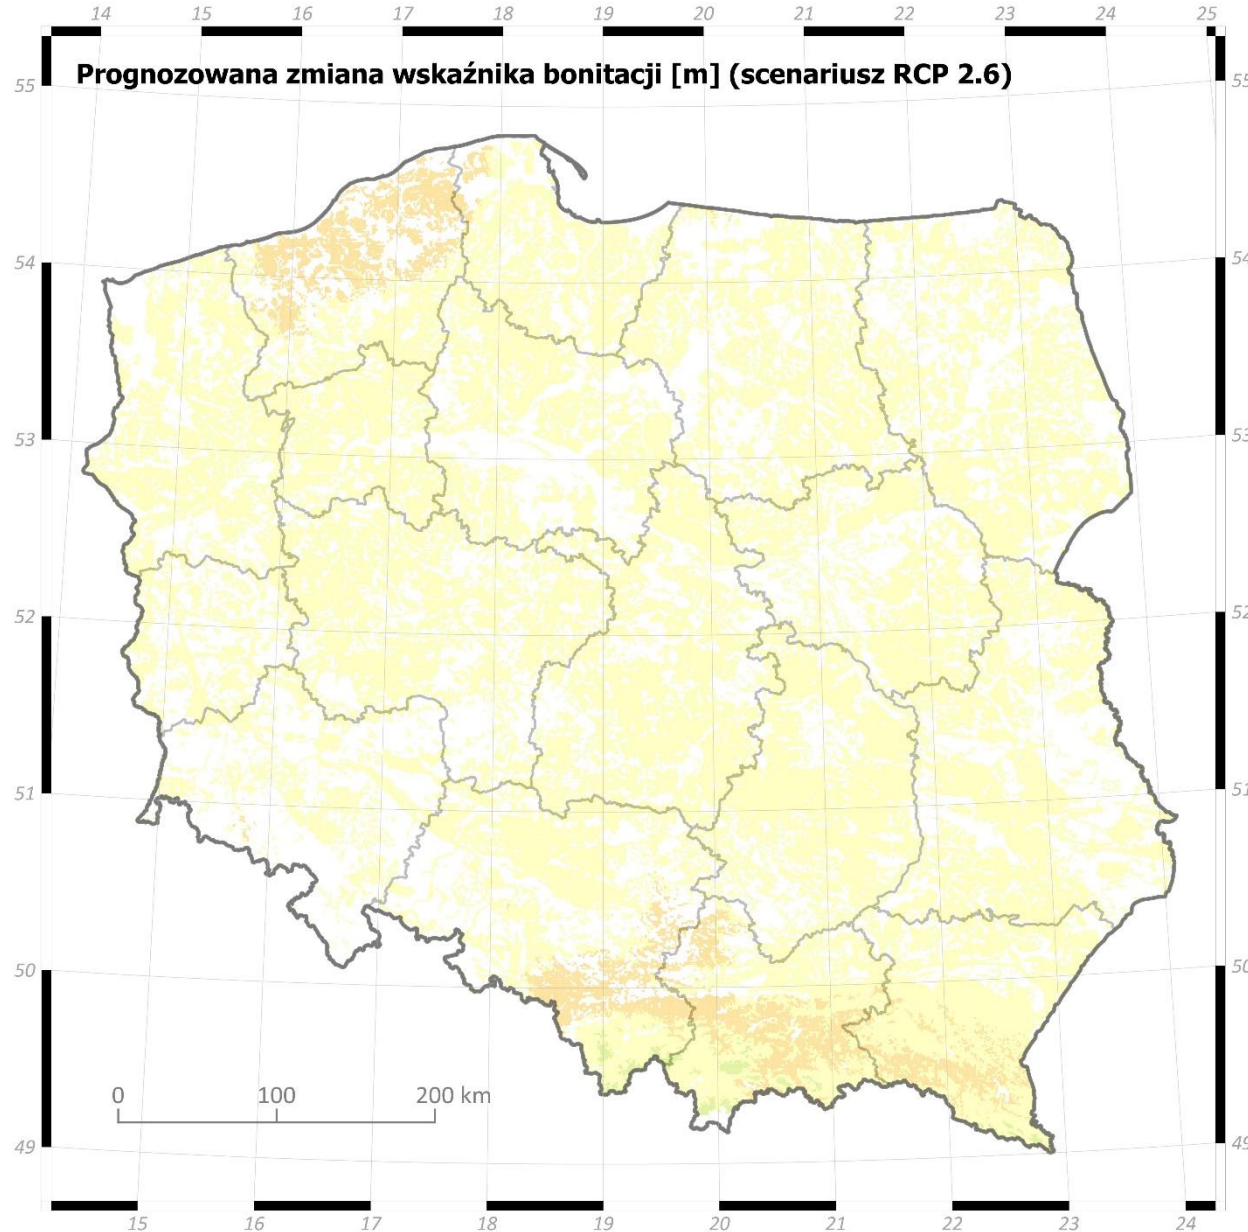 14 15 16 17 18 19 20 21 22 23 24 25
Prognozowana zmiana wskaźnika bonitacji [m] (scenariusz RCP 2.6)
55 55
54 54
53 53
52 52
51 51
50 50
0 100 200 km
49 49
15 16 17 18 19 20 21 22 23 24